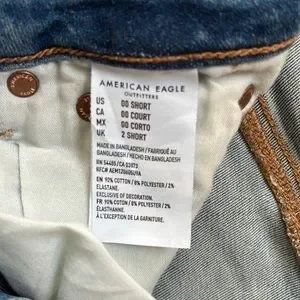 AMERICAN EAGLE
OUTFITTERS
US 00 SHORT
CA 00 COURT
MX 00 CORTO
UK 2 SHORT
MADE IN BANGLADESH / FABRIQUÉ AU
BANGLADESH / HECHO EN BANGLADESH
RN 54485/CA 03973
EN: 90% COTTON / 8% POLYESTER / 2%
ELASTANE.
EXCLUSIVE OF DECORATION.
FR: 90% COTON / 8% POLYESTER / 2%
ÉLASTHANNE.
À L'EXCEPTION DE LA GARNITURE.